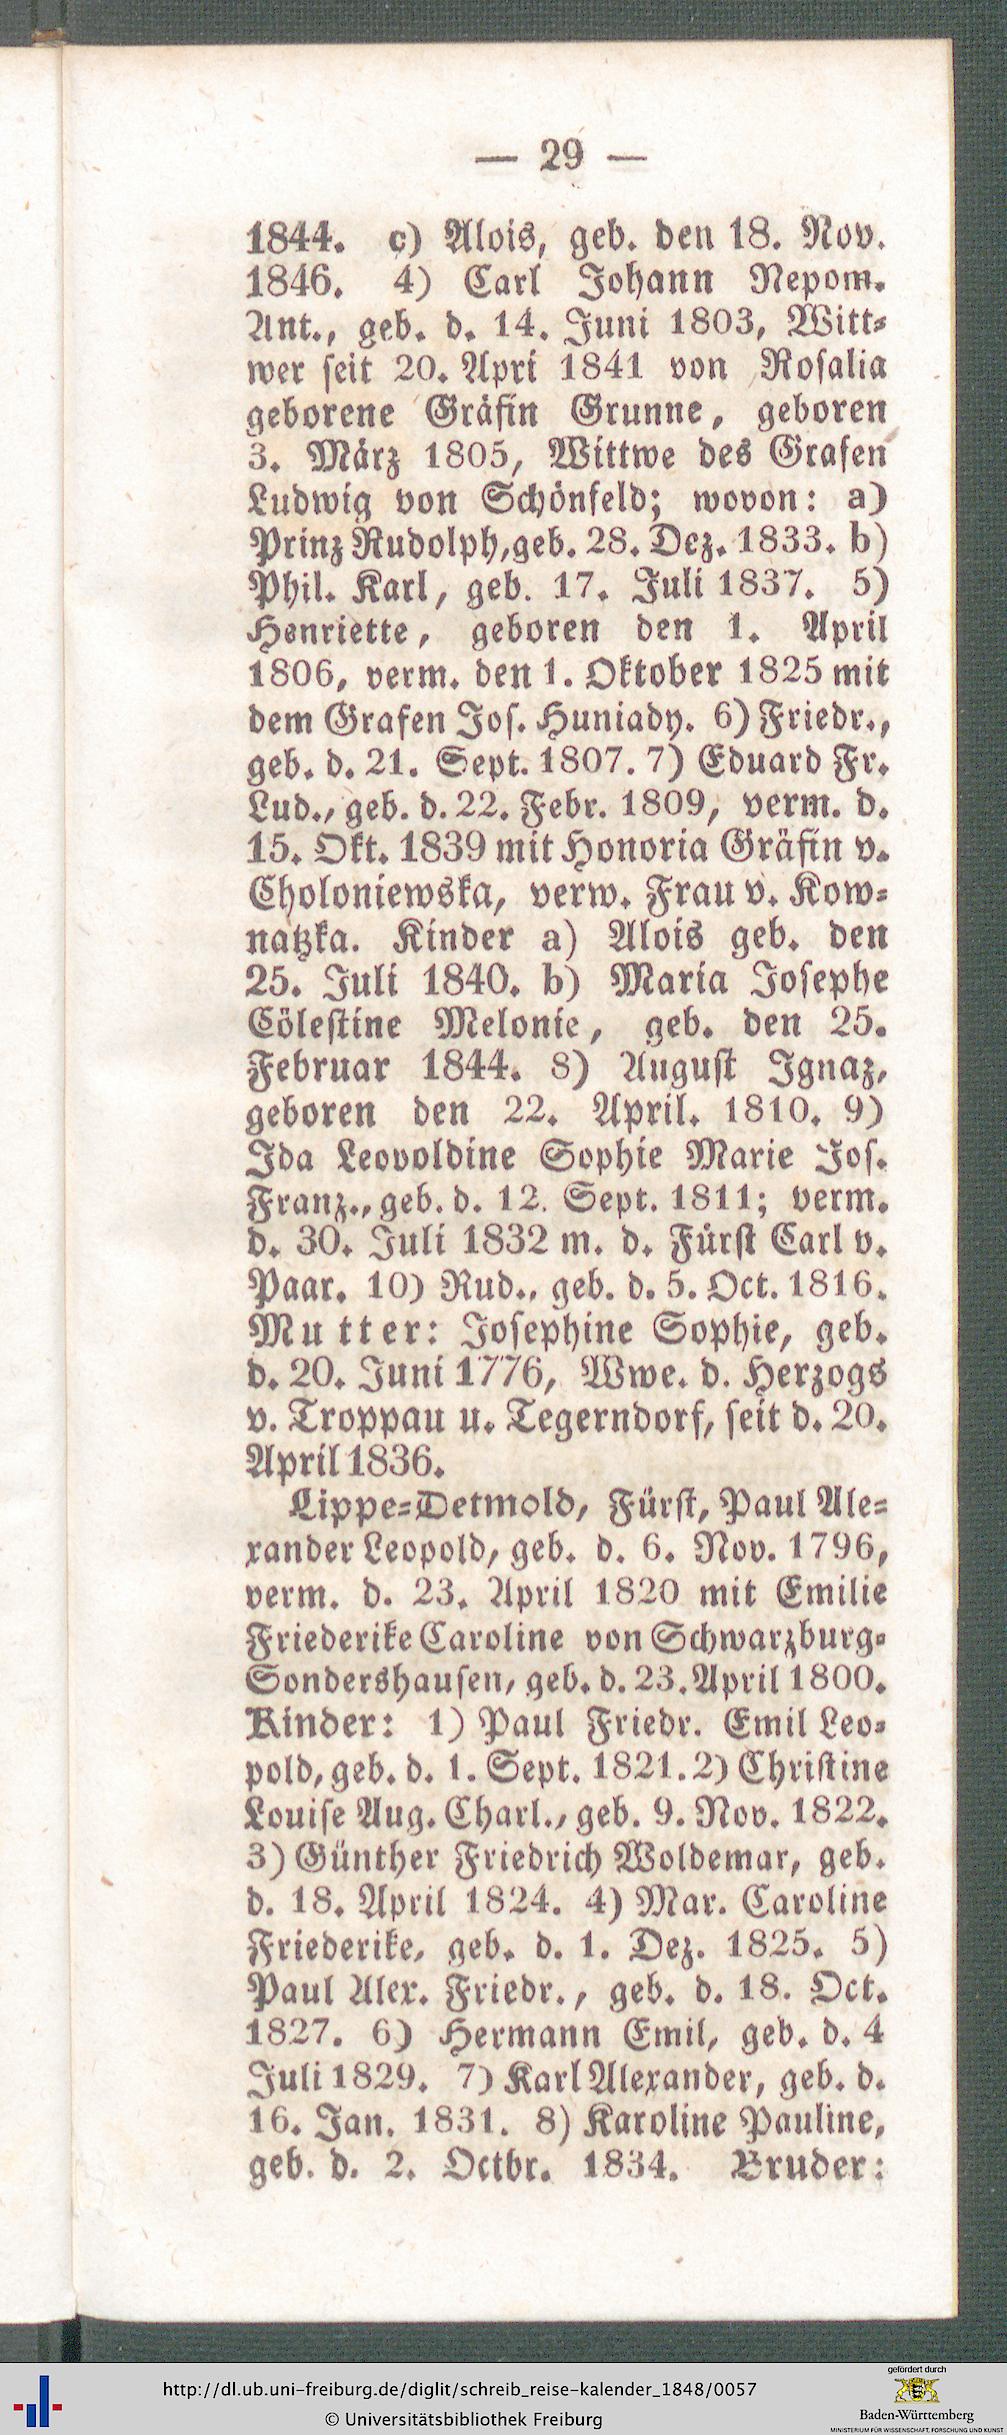 — 29 —
1844. c) Alois, geb. den 18. Nov.
1846. 4) Carl Johann Nepom.
Ant., geb. d. 14. Juni 1803, Witt-
wer seit 20. Apri 1841 von Rosalia
geborene Gräfin Grunne, geboren
3. März 1805, Wittwe des Grafen
Ludwig von Schönfeld; wovon: a)
Prinz Rudolph, geb. 28. Dez. 1833. b)
Phil. Karl, geb. 17. Juli 1837. 5)
Henriette, geboren den 1. April
1806, verm. den 1. Oktober 1825 mit
dem Grafen Jos. Huniady. 6) Friedr.,
geb. d. 21. Sept. 1807. 7) Eduard Fr.
Lud., geb. d. 22. Febr. 1809, verm. d.
15. Okt. 1839 mit Honoria Gräfin v.
Choloniewska, verw. Frau v. Kow-
natzka. Kinder a) Alois geb. den
25. Juli 1840. b) Maria Josephe
Cölestine Melonie, geb. den 25.
Februar 1844. 8) August Ignaz,
geboren den 22. April. 1810. 9)
Ida Leovoldine Sophie Marie Jos.
Franz., geb. d. 12. Sept. 1811; verm.
d. 30. Juli 1832 m. d. Fürst Carl v.
Paar. 10) Rud., geb. d. 5. Oct. 1816.
Mutter: Josephine Sophie, geb.
d. 20. Juni 1776, Wwe. d. Herzogs
v. Troppau u. Tegerndorf, seit d. 20.
April 1836.
Lippe-Detmold, Fürst, Paul Ale-
xander Leopold, geb. d. 6. Nov. 1796,
verm. d. 23. April 1820 mit Emilie
Friederike Caroline von Schwarzburg-
Sondershausen, geb. d. 23. April 1800.
Kinder: 1) Paul Friedr. Emil Leo-
pold, geb. d. 1. Sept. 1821. 2) Christine
Louise Aug. Charl., geb. 9. Nov. 1822.
3) Günther Friedrich Woldemar, geb.
d. 18. April 1824. 4) Mar. Caroline
Friederike, geb. d. 1. Dez. 1825. 5)
Paul Alex. Friedr., geb. d. 18. Oct.
1827. 6) Hermann Emil, geb. d. 4
Juli 1829. 7) Karl Alexander, geb. d.
16. Jan. 1831. 8) Karoline Pauline,
geb. d. 2. Octbr. 1834. Bruder:
http://dl.ub.uni-freiburg.de/diglit/schreib_reise-kalender_1848/0057
© Universitätsbibliothek Freiburg
gefördert durch
Baden-Württemberg
MINISTERIUM FÜR WISSENSCHAFT, FORSCHUNG UND KUNST